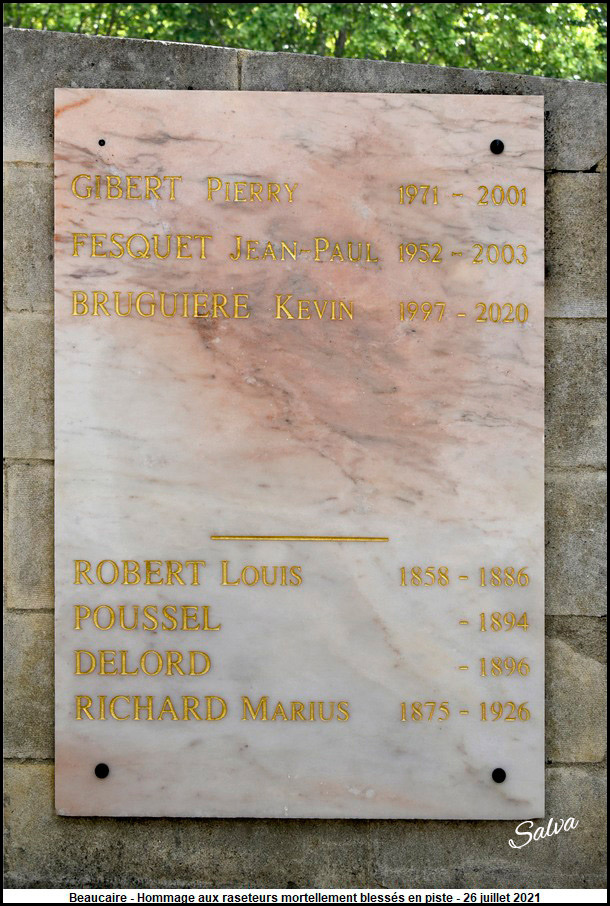 GIBERT PIERRY 1971 - 2001
FESQUET JEAN-PAUL 1952 - 2003
BRUGUIÈRE KEVIN 1997 - 2020
ROBERT LOUIS 1858 - 1886
POUSSEL - 1894
DELORD - 1896
RICHARD MARIUS 1875 - 1926
Salva
Beaucaire - Hommage aux raseteurs mortellement blessés en piste - 26 juillet 2021